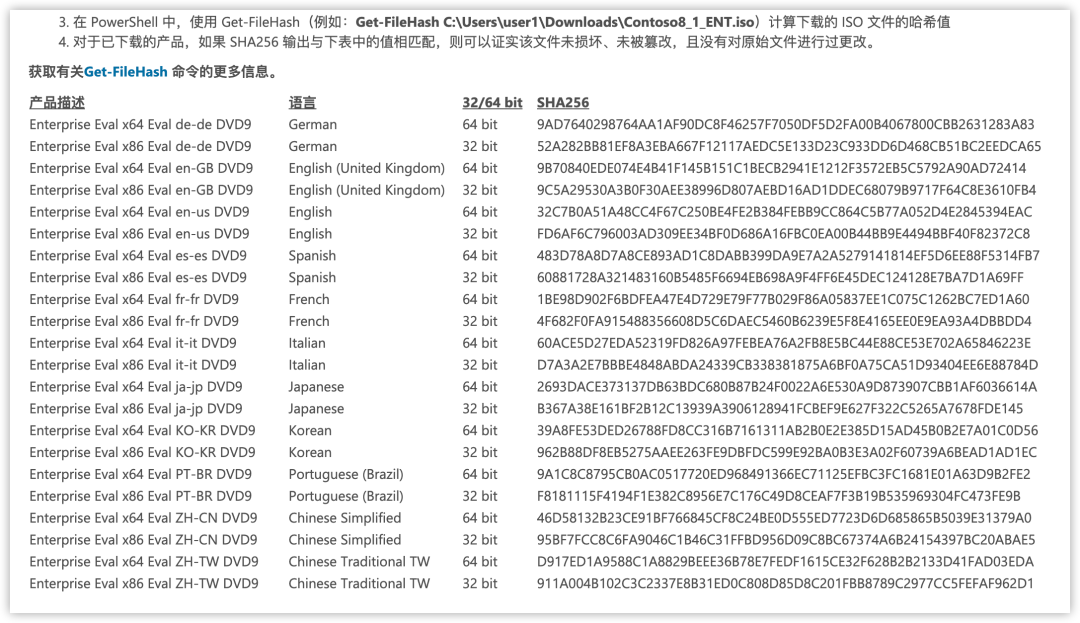 3. 在 PowerShell 中，使用 Get-FileHash（例如：Get-FileHash C:\Users\user1\Downloads\Contoso8_1_ENT.iso）计算下载的 ISO 文件的哈希值
4. 对于已下载的产品，如果 SHA256 输出与下表中的值相匹配，则可以证实该文件未损坏、未被篡改，且没有对原始文件进行过更改。
获取有关Get-FileHash 命令的更多信息。
产品描述 语言 32/64 bit SHA256
Enterprise Eval x64 Eval de-de DVD9 German 64 bit 9AD7640298764AA1AF90DC8F46257F7050DF5D2FA00B4067800CBB2631283A83
Enterprise Eval x86 Eval de-de DVD9 German 32 bit 52A282BB81EF8A3EBA667F12117AEDC5E133D23C933DD6D468CB51BC2EEDCA65
Enterprise Eval x64 Eval en-GB DVD9 English (United Kingdom) 64 bit 9B70840EDE074E4B41F145B151C1BECB2941E1212F3572EB5C5792A90AD72414
Enterprise Eval x86 Eval en-GB DVD9 English (United Kingdom) 32 bit 9C5A29530A3B0F30AEE38996D807AEBD16AD1DDEC68079B9717F64C8E3610FB4
Enterprise Eval x64 Eval en-us DVD9 English 64 bit 32C7B0A51A48CC4F67C250BE4FE2B384FEBB9CC864C5B77A052D4E2845394EAC
Enterprise Eval x86 Eval en-us DVD9 English 32 bit FD6AF6C796003AD309EE34BF0D686A16FBC0EA00B44BB9E4494BBF40F82372C8
Enterprise Eval x64 Eval es-es DVD9 Spanish 64 bit 483D78A8D7A8CE893AD1C8DABB399DA9E7A2A5279141814EF5D6EE88F5314FB7
Enterprise Eval x86 Eval es-es DVD9 Spanish 32 bit 60881728A321483160B5485F6694EB698A9F4FF6E45DEC124128E7BA7D1A69FF
Enterprise Eval x64 Eval fr-fr DVD9 French 64 bit 1BE98D902F6BDFEA47E4D729E79F77B029F86A05837EE1C075C1262BC7ED1A60
Enterprise Eval x86 Eval fr-fr DVD9 French 32 bit 4F682F0FA915488356608D5C6DAEC5460B6239E5F8E4165EE0E9EA93A4DBBDD4
Enterprise Eval x64 Eval it-it DVD9 Italian 64 bit 60ACE5D27EDA52319FD826A97FEBEA76A2FB8E5BC44E88CE53E702A65846223E
Enterprise Eval x86 Eval it-it DVD9 Italian 32 bit D7A3A2E7BBBE4848ABDA24339CB338381875A6BF0A75CA51D93404EE6E88784D
Enterprise Eval x64 Eval ja-jp DVD9 Japanese 64 bit 2693DACE373137DB63BDC680B87B24F0022A6E530A9D873907CBB1AF6036614A
Enterprise Eval x86 Eval ja-jp DVD9 Japanese 32 bit B367A38E161BF2B12C13939A3906128941FCBEF9E627F322C5265A7678FDE145
Enterprise Eval x64 Eval KO-KR DVD9 Korean 64 bit 39A8FE53DED26788FD8CC316B7161311AB2B0E2E385D15AD45B0B2E7A01C0D56
Enterprise Eval x86 Eval KO-KR DVD9 Korean 32 bit 962B88DF8EB5275AAEE263FE9DBFDC599E92BA0B3E3A02F60739A6BEAD1AD1EC
Enterprise Eval x64 Eval PT-BR DVD9 Portuguese (Brazil) 64 bit 9A1C8C8795CB0AC0517720ED968491366EC71125EFBC3FC1681E01A63D9B2FE2
Enterprise Eval x86 Eval PT-BR DVD9 Portuguese (Brazil) 32 bit F8181115F4194F1E382C8956E7C176C49D8CEAF7F3B19B535969304FC473FE9B
Enterprise Eval x64 Eval ZH-CN DVD9 Chinese Simplified 64 bit 46D58132B23CE91BF766845CF8C24BE0D555ED7723D6D685865B5039E31379A0
Enterprise Eval x86 Eval ZH-CN DVD9 Chinese Simplified 32 bit 95BF7FCC8C6FA9046C1B46C31FFBD956D09C8BC67374A6B24154397BC20ABAE5
Enterprise Eval x64 Eval ZH-TW DVD9 Chinese Traditional TW 64 bit D917ED1A9588C1A8829BEEE36B78E7FEDF1615CE32F628B2B2133D41FAD03EDA
Enterprise Eval x86 Eval ZH-TW DVD9 Chinese Traditional TW 32 bit 911A004B102C3C2337E8B31ED0C808D85D8C201FBB8789C2977CC5FEFAF962D1